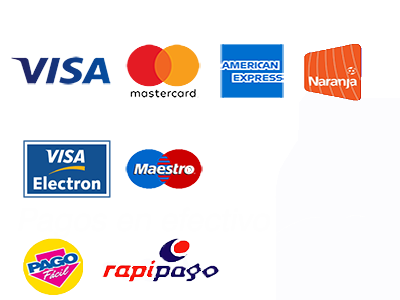 VISA
mastercard
AMERICAN
EXPRESS
Naranja
VISA
Electron
Maestro
PAGO
Fácil
rapipago